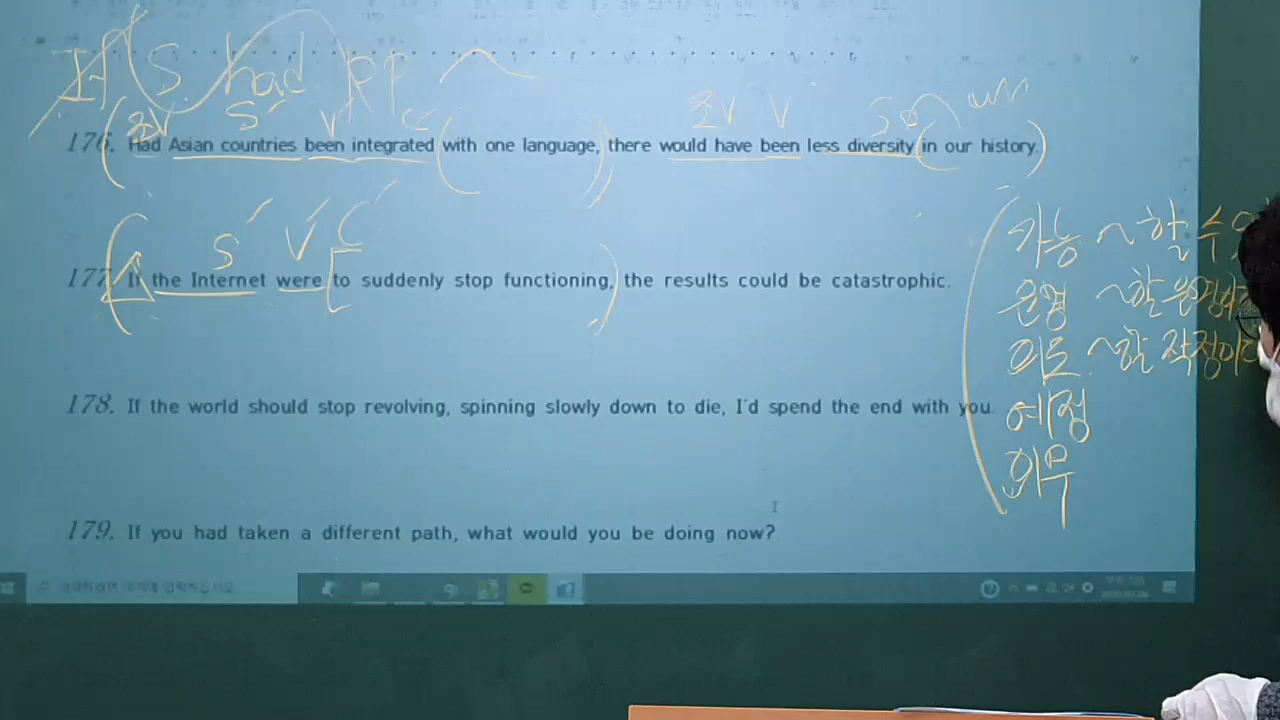 If S had pp ~
조V S' V C
조V V S
176. Had Asian countries been integrated with one language, there would have been less diversity in our history.
S' V' C'
177. If the Internet were to suddenly stop functioning, the results could be catastrophic.
178. If the world should stop revolving, spinning slowly down to die, I'd spend the end with you.
179. If you had taken a different path, what would you be doing now?
가능 ~할 수
운명 ~할 운명
의도 ~할 작정이
예정
의무